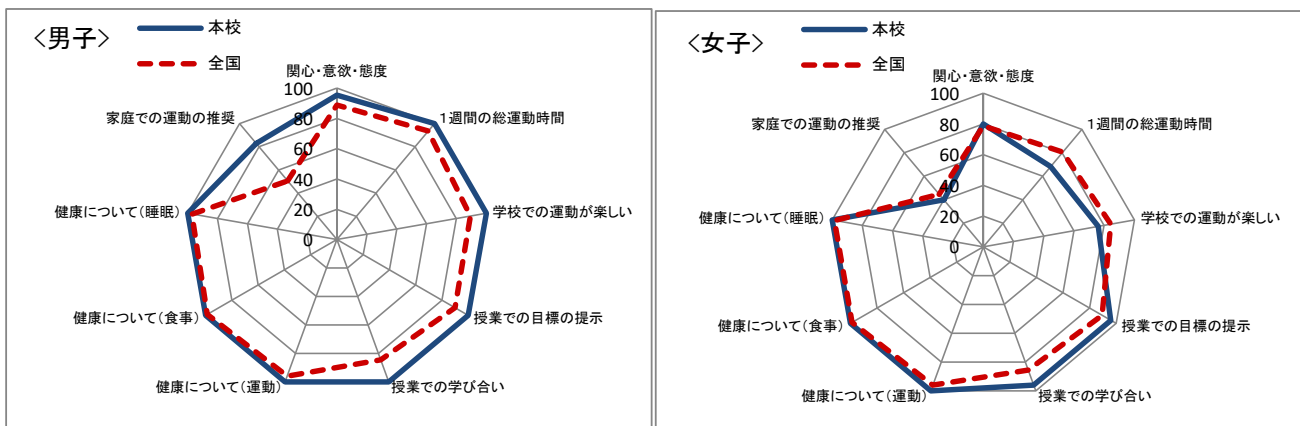 <男子>
本校
全国
関心・意欲・態度
1週間の総運動時間
学校での運動が楽しい
授業での目標の提示
授業での学び合い
健康について(運動)
健康について(食事)
健康について(睡眠)
家庭での運動の推奨
100
80
60
40
20
0
<女子>
本校
全国
関心・意欲・態度
1週間の総運動時間
学校での運動が楽しい
授業での目標の提示
授業での学び合い
健康について(運動)
健康について(食事)
健康について(睡眠)
家庭での運動の推奨
100
80
60
40
20
0